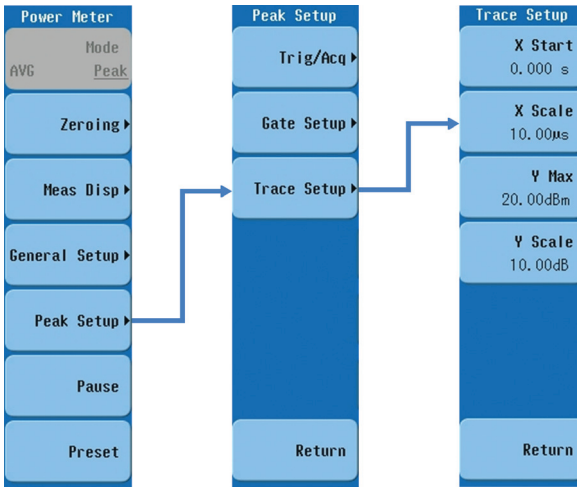 Power Meter
Mode
AVG Peak
Zeroing
Meas Disp
General Setup
Peak Setup
Pause
Preset
Peak Setup
Trig/Acq
Gate Setup
Trace Setup
Return
Trace Setup
X Start
0.000 s
X Scale
10.00µs
Y Max
20.00dBm
Y Scale
10.00dB
Return